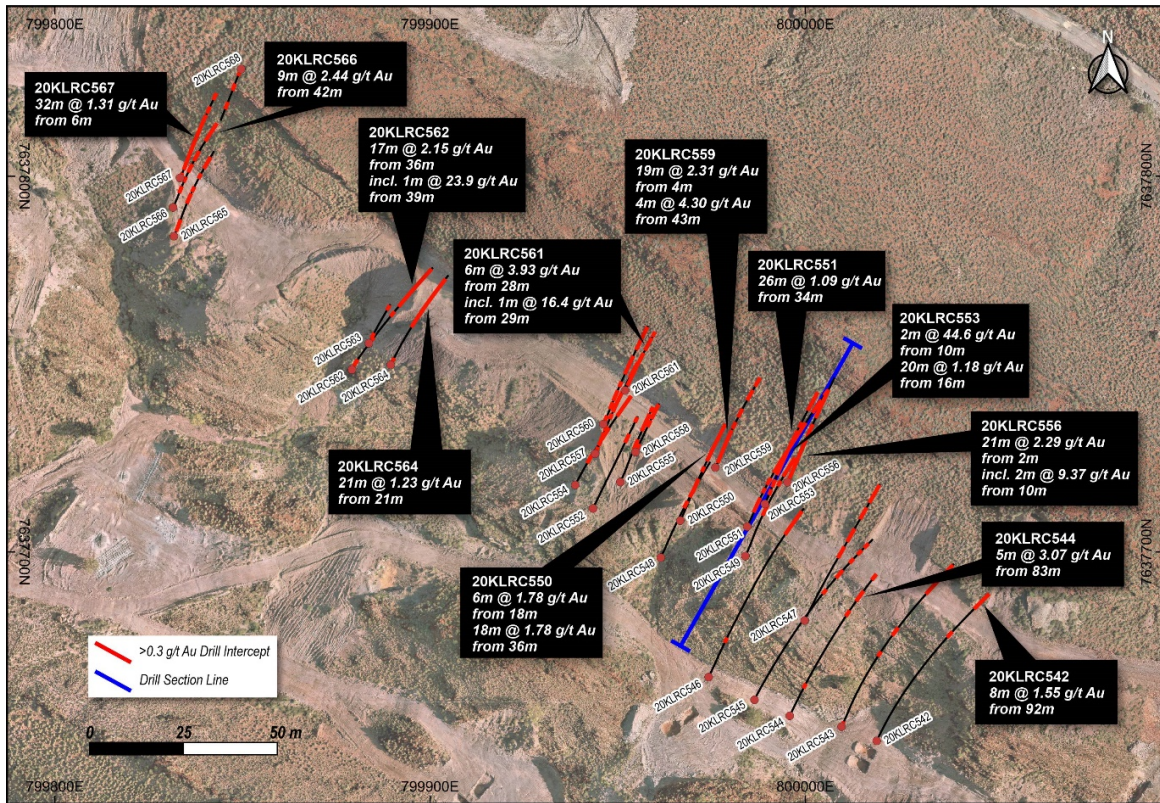 799800E
799900E
800000E
7637800N
7637800N
7637700N
7637700N
799800E
799900E
800000E
N
20KLRC567
32m @ 1.31 g/t Au
from 6m
20KLRC566
9m @ 2.44 g/t Au
from 42m
20KLRC562
17m @ 2.15 g/t Au
from 36m
incl. 1m @ 23.9 g/t Au
from 39m
20KLRC559
19m @ 2.31 g/t Au
from 4m
4m @ 4.30 g/t Au
from 43m
20KLRC561
6m @ 3.93 g/t Au
from 28m
incl. 1m @ 16.4 g/t Au
from 29m
20KLRC551
26m @ 1.09 g/t Au
from 34m
20KLRC553
2m @ 44.6 g/t Au
from 10m
20m @ 1.18 g/t Au
from 16m
20KLRC556
21m @ 2.29 g/t Au
from 2m
incl. 2m @ 9.37 g/t Au
from 10m
20KLRC564
21m @ 1.23 g/t Au
from 21m
20KLRC544
5m @ 3.07 g/t Au
from 83m
20KLRC550
6m @ 1.78 g/t Au
from 18m
18m @ 1.78 g/t Au
from 36m
20KLRC542
8m @ 1.55 g/t Au
from 92m
20KLRC568
20KLRC567
20KLRC566
20KLRC565
20KLRC563
20KLRC562
20KLRC564
20KLRC561
20KLRC560
20KLRC558
20KLRC557
20KLRC555
20KLRC554
20KLRC552
20KLRC559
20KLRC550
20KLRC548
20KLRC556
20KLRC553
20KLRC551
20KLRC549
20KLRC547
20KLRC546
20KLRC545
20KLRC544
20KLRC543
20KLRC542
>0.3 g/t Au Drill Intercept
Drill Section Line
0 25 50 m